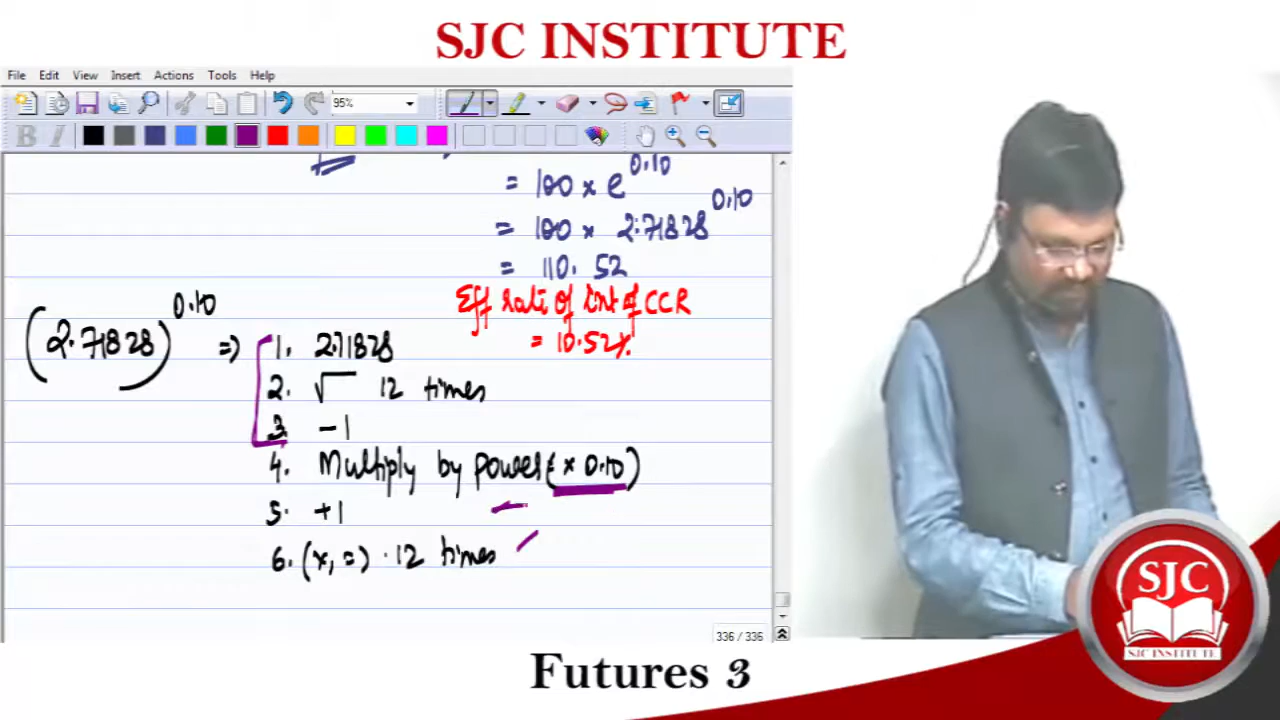 SJC INSTITUTE
File Edit View Insert Actions Tools Help
95%
= 100 × e^0.10
= 100 × 2.71828^0.10
= 110.52
Eff rate of Int of CCR
= 10.52%
(2.71828)^0.10 => 1. 2.71828
2. √ 12 times
3. -1
4. Multiply by power (× 0.10)
5. +1
6. (×, =) · 12 times
336 / 336
SJC
SJC INSTITUTE
Futures 3